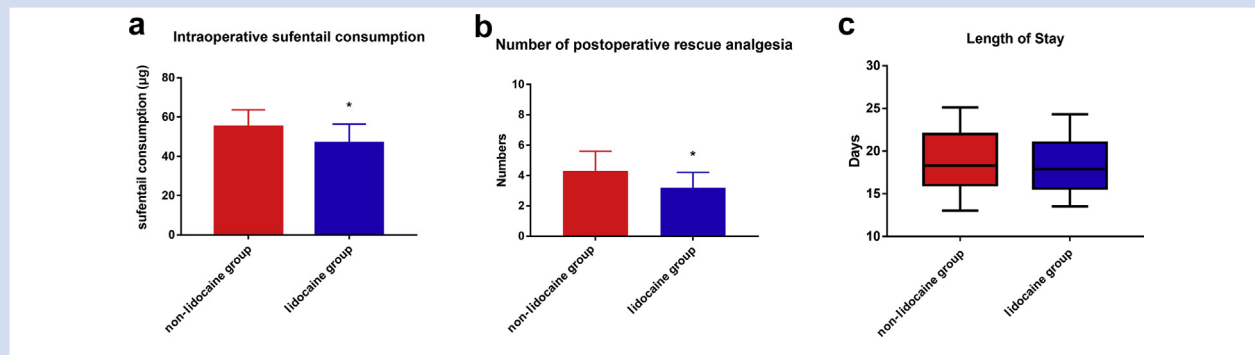 a
Intraoperative sufentail consumption
sufentail consumption (μg)
80
60
40
20
0
*
non-lidocaine group
lidocaine group
b
Number of postoperative rescue analgesia
Numbers
10
8
6
4
2
0
*
non-lidocaine group
lidocaine group
c
Length of Stay
Days
30
25
20
15
10
non-lidocaine group
lidocaine group